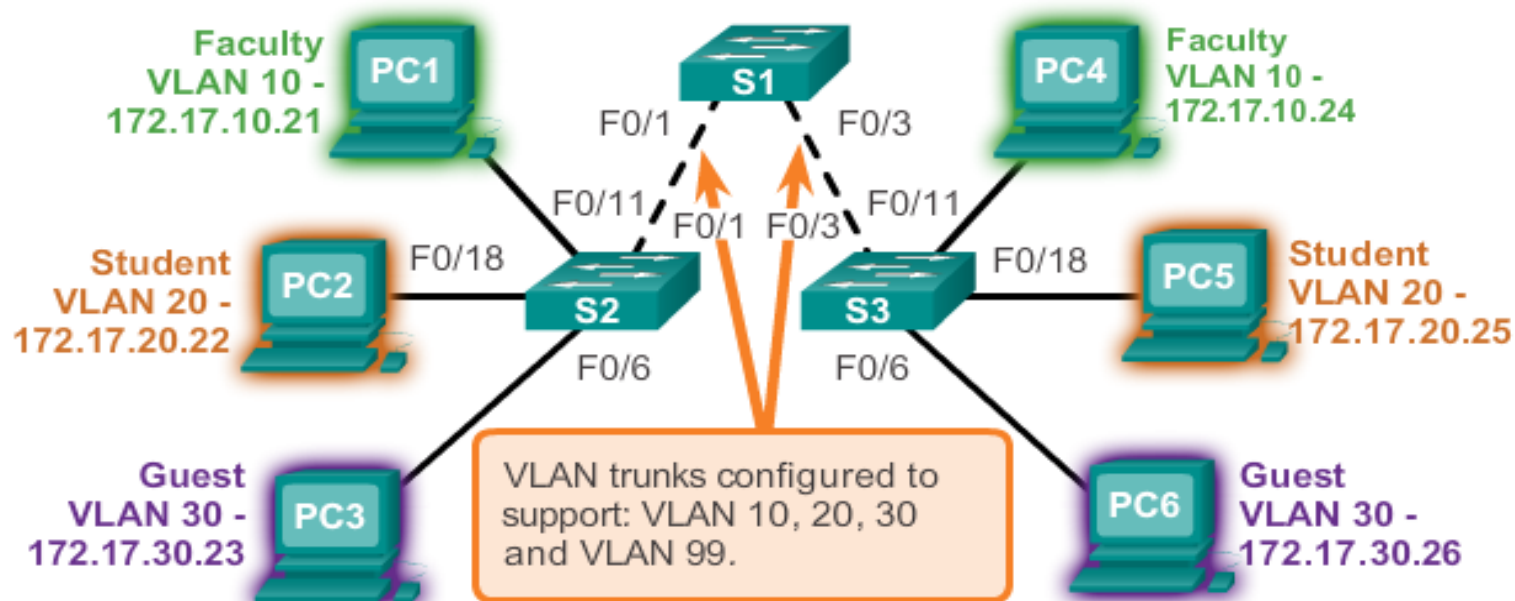 Faculty
VLAN 10 -
172.17.10.21
PC1
S1
PC4
Faculty
VLAN 10 -
172.17.10.24
F0/1
F0/3
F0/11
F0/1
F0/3
F0/11
Student
VLAN 20 -
172.17.20.22
PC2
F0/18
S2
S3
F0/18
PC5
Student
VLAN 20 -
172.17.20.25
F0/6
F0/6
Guest
VLAN 30 -
172.17.30.23
PC3
VLAN trunks configured to
support: VLAN 10, 20, 30
and VLAN 99.
PC6
Guest
VLAN 30 -
172.17.30.26